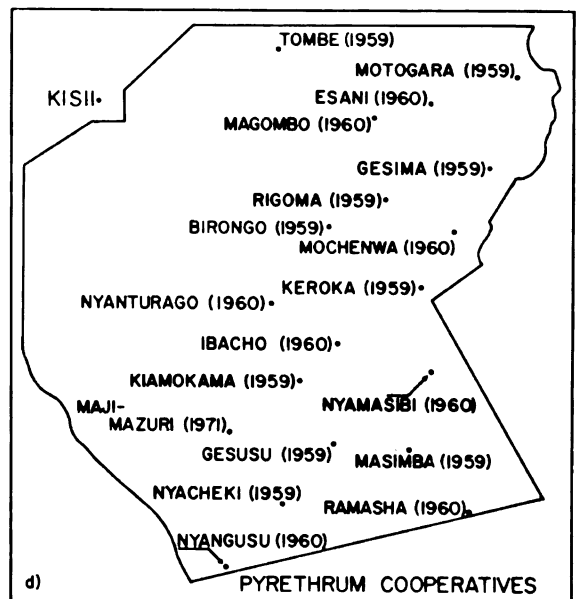 TOMBE (1959)
MOTOGARA (1959)
KISII
ESANI (1960)
MAGOMBO (1960)
GESIMA (1959)
RIGOMA (1959)
BIRONGO (1959)
MOCHENWA (1960)
KEROKA (1959)
NYANTURAGO (1960)
IBACHO (1960)
KIAMOKAMA (1959)
NYAMASIBI (1960)
MAJI-
MAZURI (1971)
GESUSU (1959)
MASIMBA (1959)
NYACHEKI (1959)
RAMASHA (1960)
NYANGUSU (1960)
d) PYRETHRUM COOPERATIVES